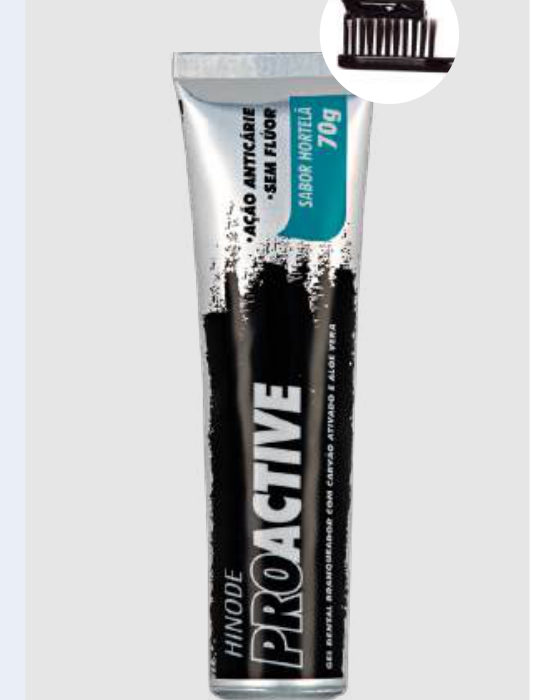 HINODE
PROACTIVE
GEL DENTAL BRANQUEADOR COM CARVÃO ATIVADO E ALOE VERA
•AÇÃO ANTICÁRIE
•SEM FLÚOR
SABOR HORTELÃ
70g